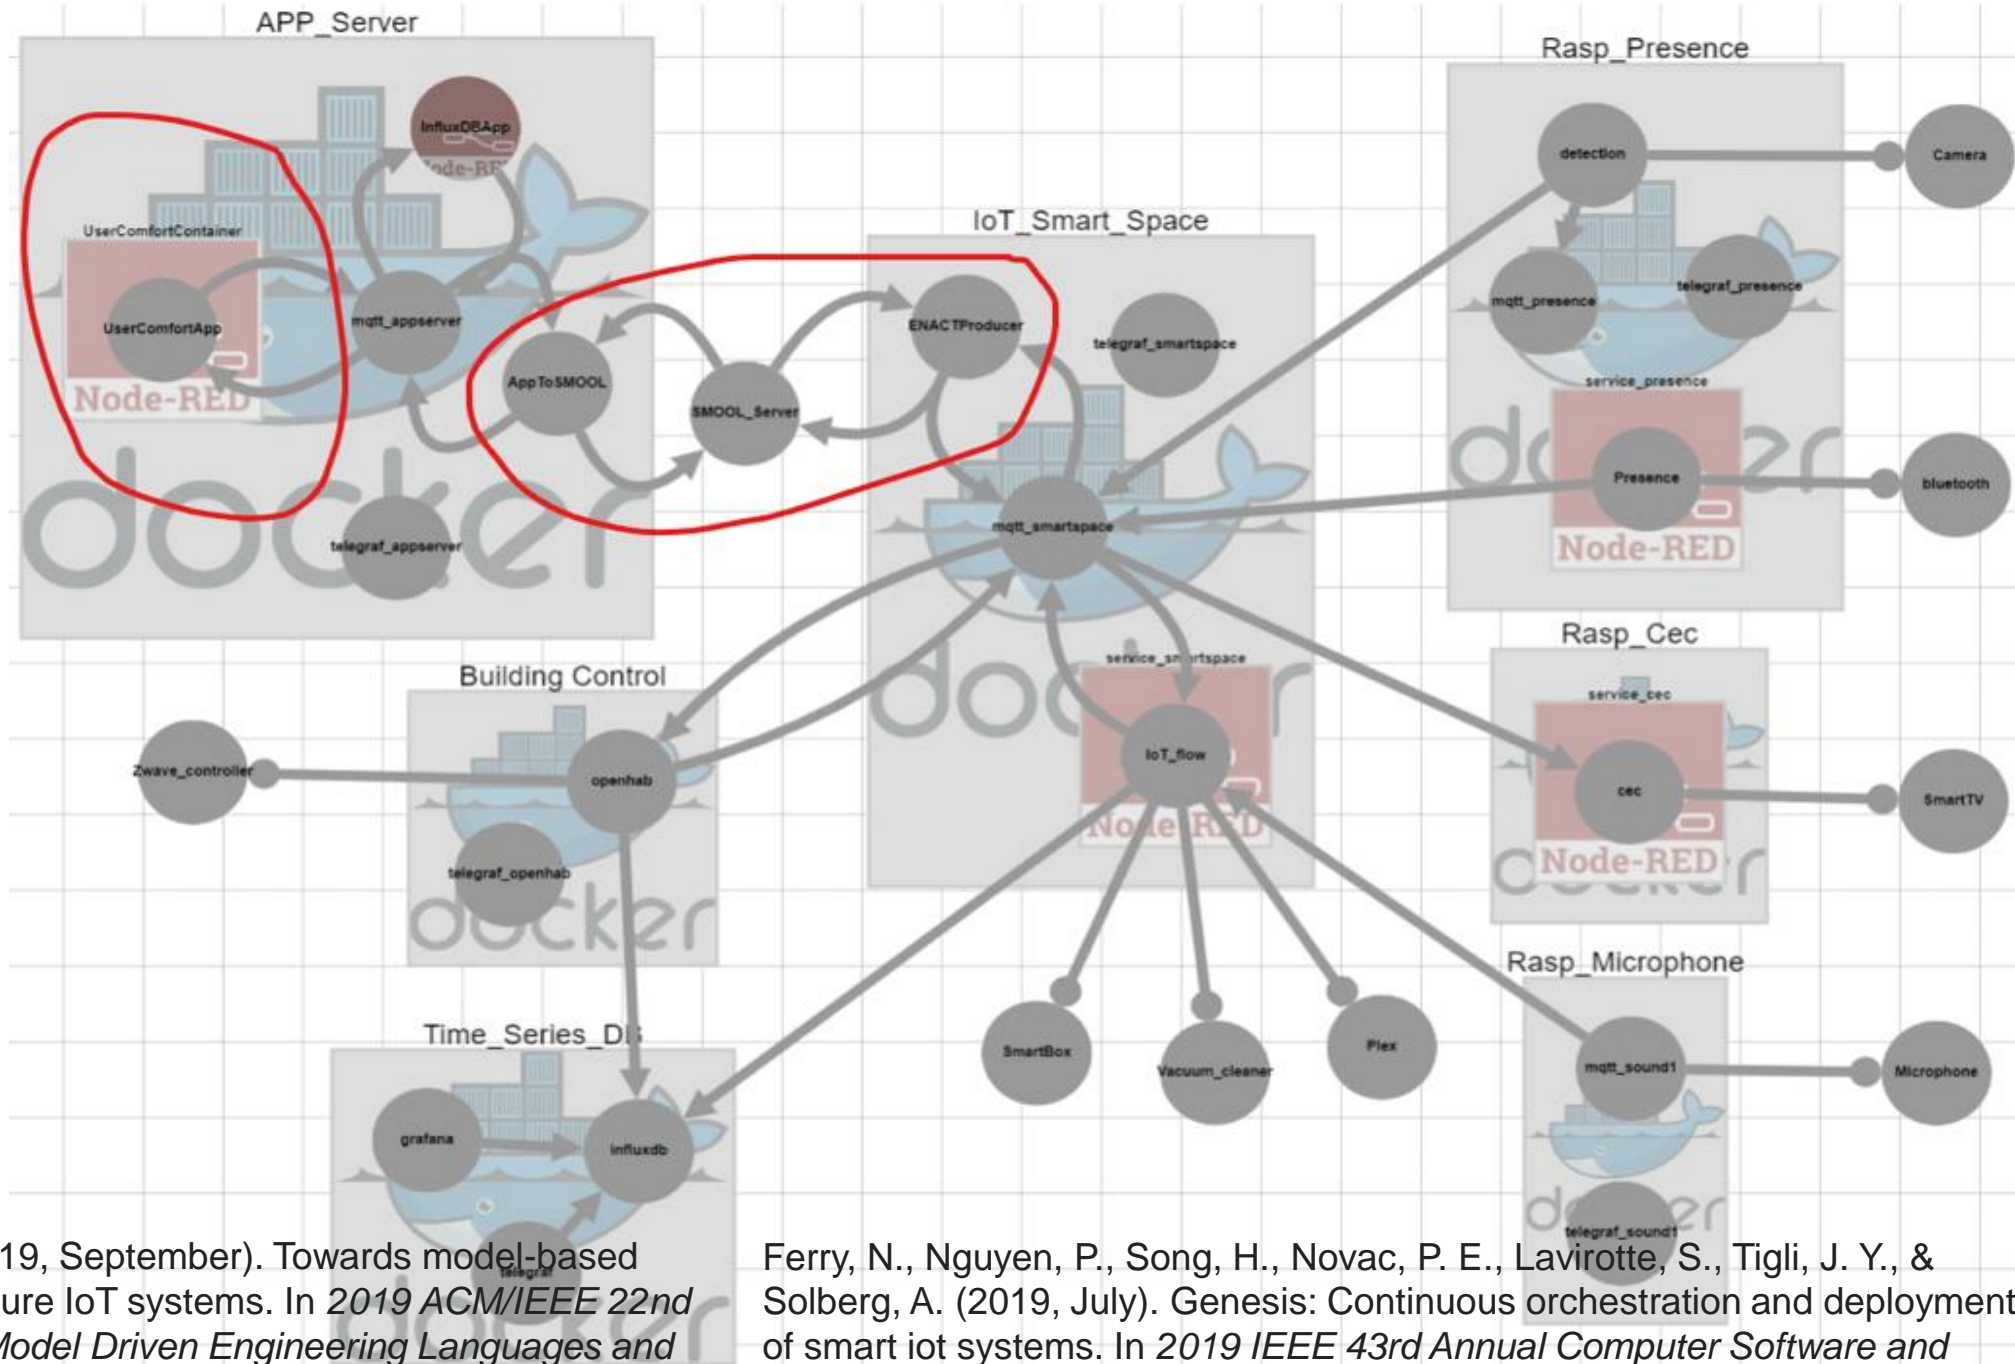 APP_Server
InfluxDBApp
UserComfortContainer
UserComfortApp
mqtt_appserver
Node-RED
AppToSMOOL
SMOOL_Server
telegraf_appserver
docker
IoT_Smart_Space
ENACTProducer
telegraf_smartspace
mqtt_smartspace
service_smartspace
IoT_flow
Node-RED
Rasp_Presence
detection
Camera
mqtt_presence
telegraf_presence
service_presence
Presence
bluetooth
Node-RED
Building Control
Zwave_controller
openhab
telegraf_openhab
docker
Rasp_Cec
service_cec
cec
SmartTV
Node-RED
Rasp_Microphone
mqtt_sound1
Microphone
telegraf_sound1
SmartBox
Vacuum_cleaner
Plex
Time_Series_DB
grafana
influxdb
telegraf
docker
19, September). Towards model-based
ure IoT systems. In 2019 ACM/IEEE 22nd
Model Driven Engineering Languages and
Ferry, N., Nguyen, P., Song, H., Novac, P. E., Lavirotte, S., Tigli, J. Y., &
Solberg, A. (2019, July). Genesis: Continuous orchestration and deployment
of smart iot systems. In 2019 IEEE 43rd Annual Computer Software and